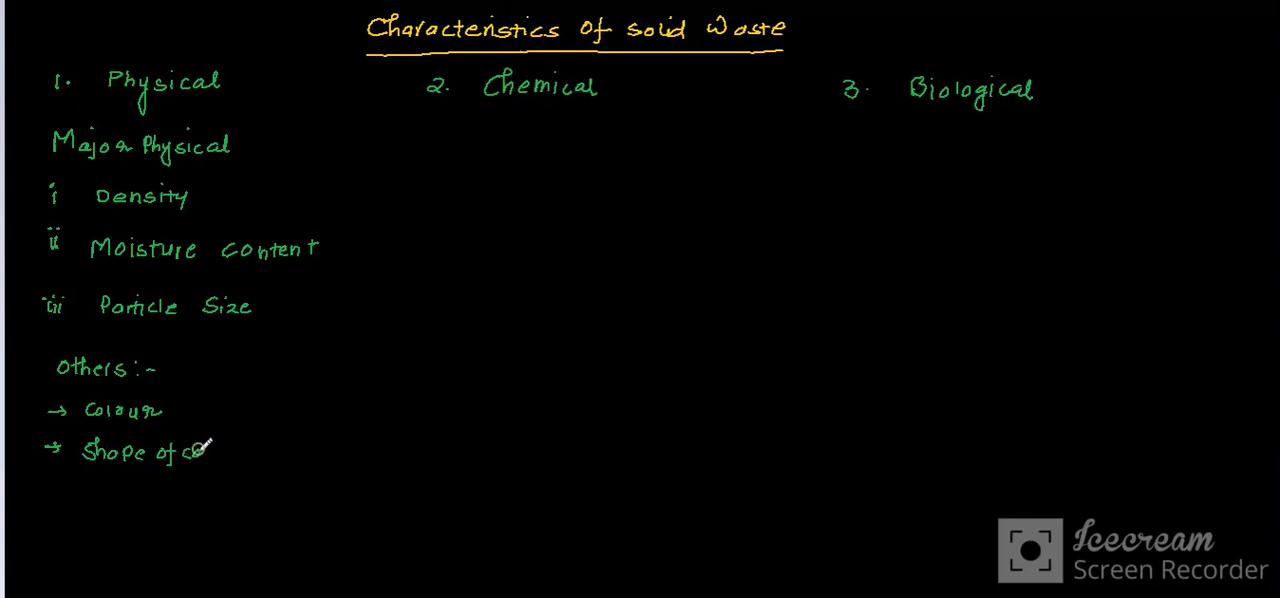 Characteristics of Solid Waste
1. Physical
2. Chemical
3. Biological
Major Physical
i Density
ii Moisture Content
iii Particle Size
Others:-
→ Colour
→ Shape of
Icecream
Screen Recorder